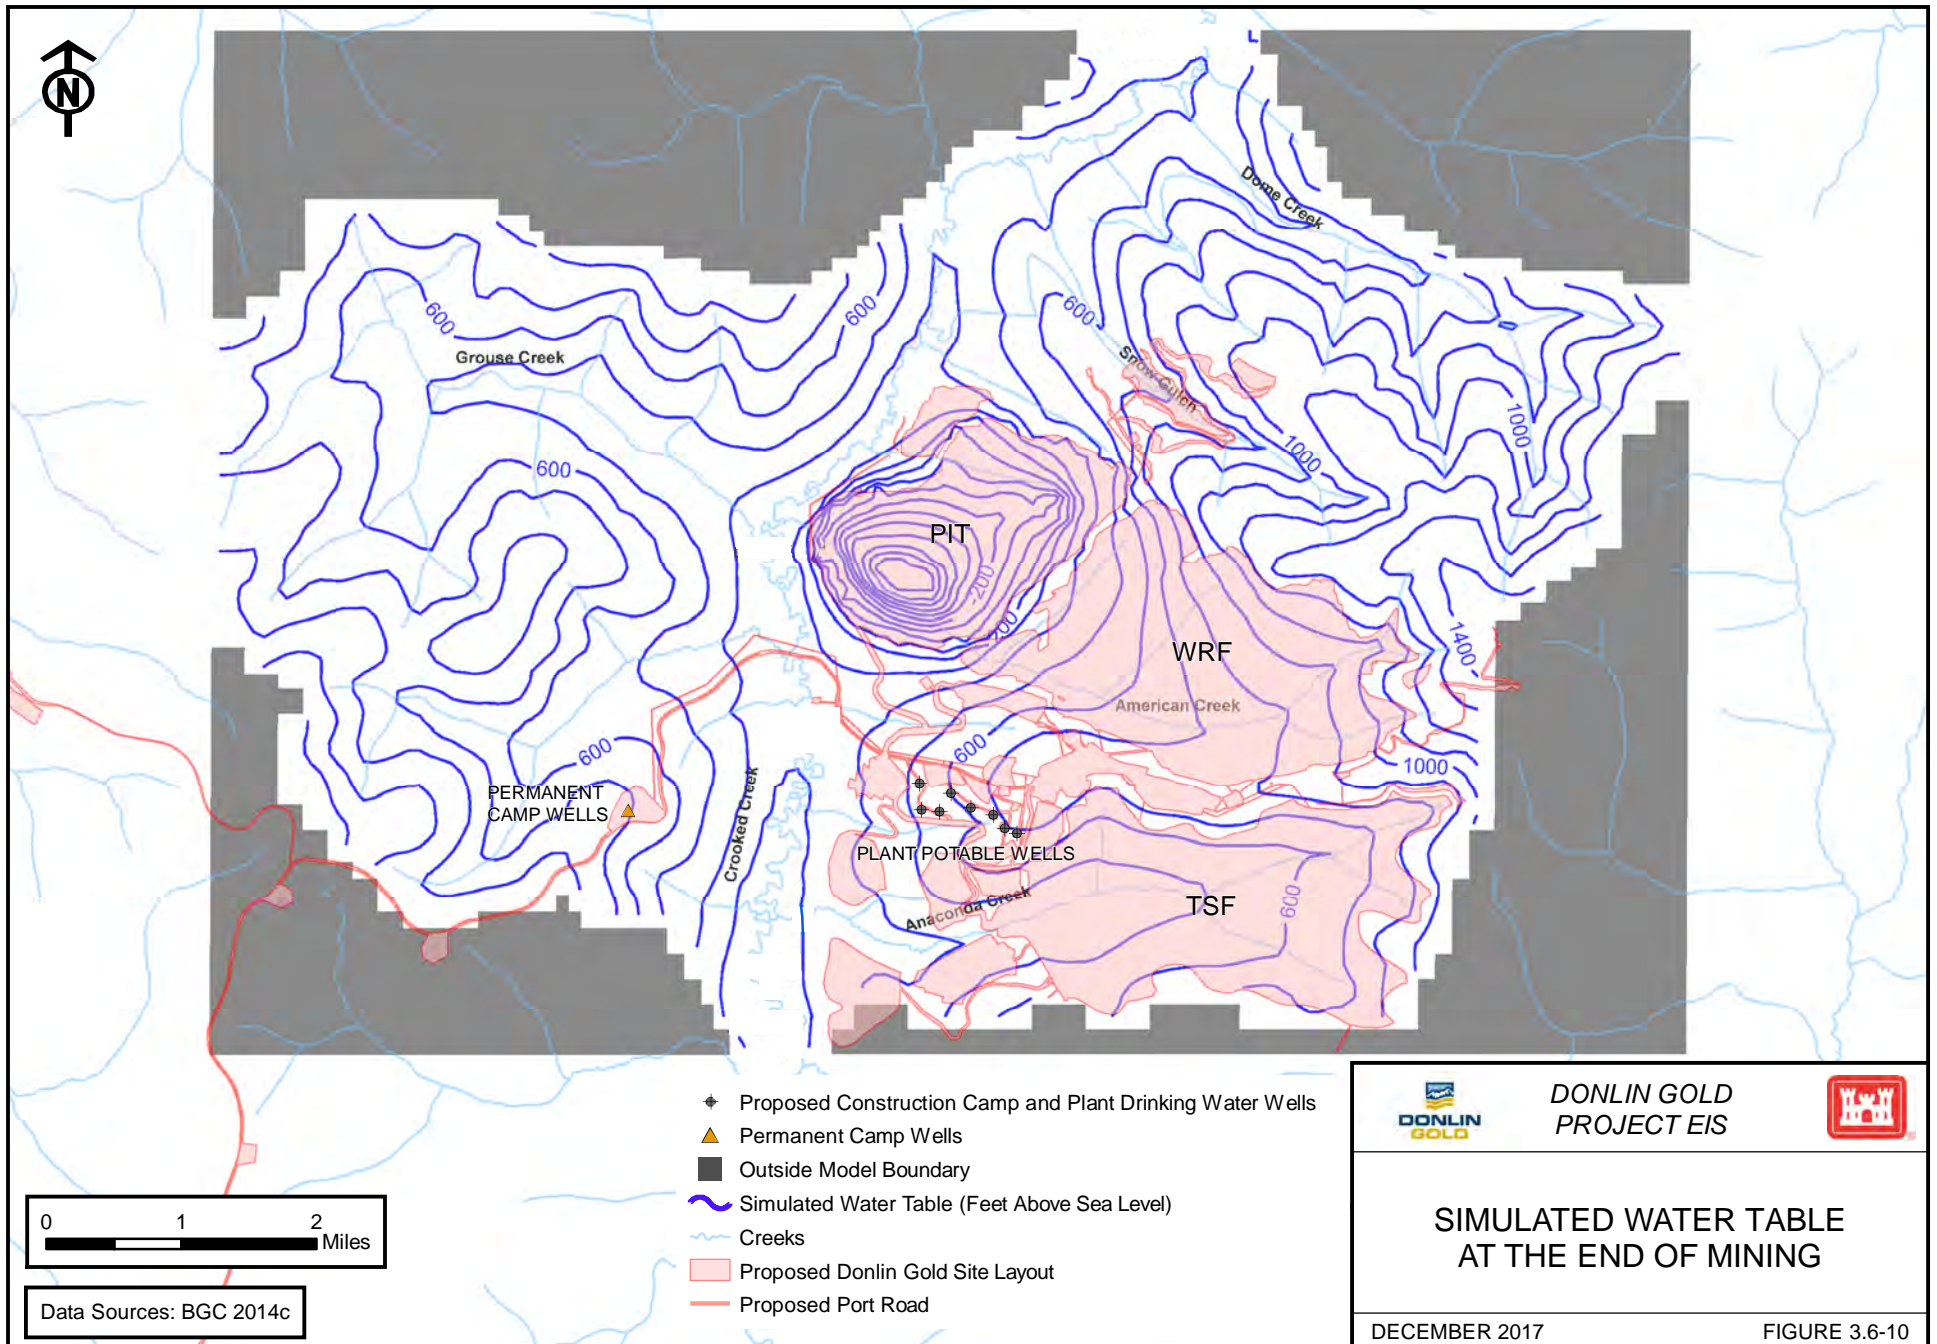 N
Dome Creek
600
600
600
Grouse Creek
Snow Gulch
1000
1000
600
PIT
-200
200
WRF
1400
American Creek
600
600
1000
PERMANENT
CAMP WELLS
Crooked Creek
PLANT POTABLE WELLS
Anaconda Creek
TSF
600
Proposed Construction Camp and Plant Drinking Water Wells
Permanent Camp Wells
Outside Model Boundary
Simulated Water Table (Feet Above Sea Level)
Creeks
Proposed Donlin Gold Site Layout
Proposed Port Road
0 1 2
Miles
Data Sources: BGC 2014c
DONLIN
GOLD
DONLIN GOLD
PROJECT EIS
SIMULATED WATER TABLE
AT THE END OF MINING
DECEMBER 2017
FIGURE 3.6-10